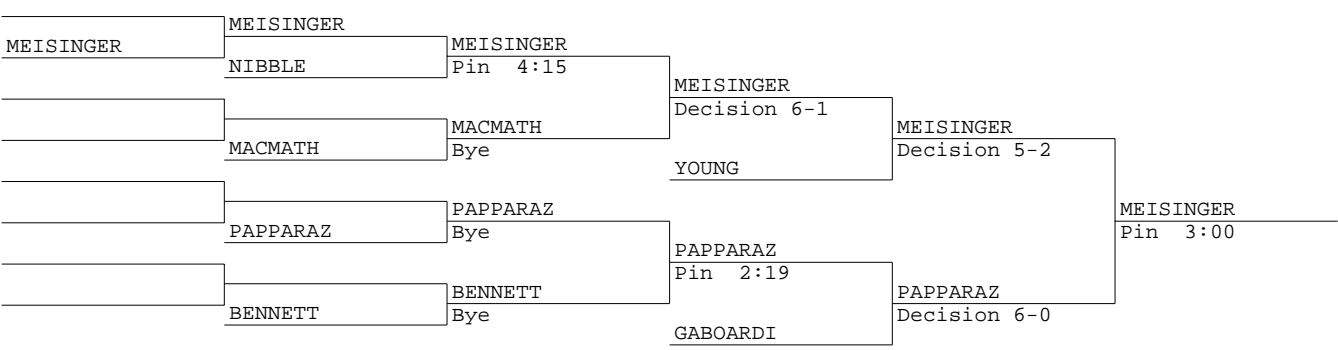 MEISINGER
MEISINGER
NIBBLE
MEISINGER
Pin 4:15
MACMATH
MACMATH
Bye
MEISINGER
Decision 6-1
YOUNG
MEISINGER
Decision 5-2
PAPPARAZ
PAPPARAZ
Bye
BENNETT
BENNETT
Bye
PAPPARAZ
Pin 2:19
GABOARDI
PAPPARAZ
Decision 6-0
MEISINGER
Pin 3:00